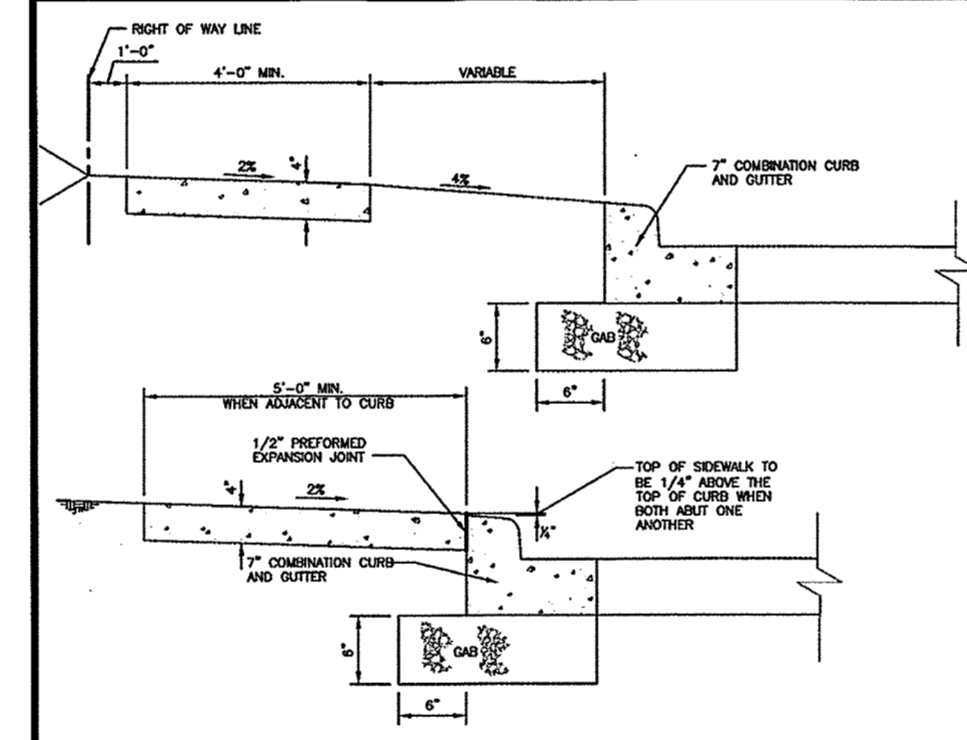 RIGHT OF WAY LINE
1'-0"
4'-0" MIN.
VARIABLE
2%
4"
4%
7" COMBINATION CURB
AND GUTTER
GAB
6"
6"
5'-0" MIN.
WHEN ADJACENT TO CURB
1/2" PREFORMED
EXPANSION JOINT
4"
2%
TOP OF SIDEWALK TO
BE 1/4" ABOVE THE
TOP OF CURB WHEN
BOTH ABUT ONE
ANOTHER
1/4"
7" COMBINATION CURB
AND GUTTER
GAB
6"
6"